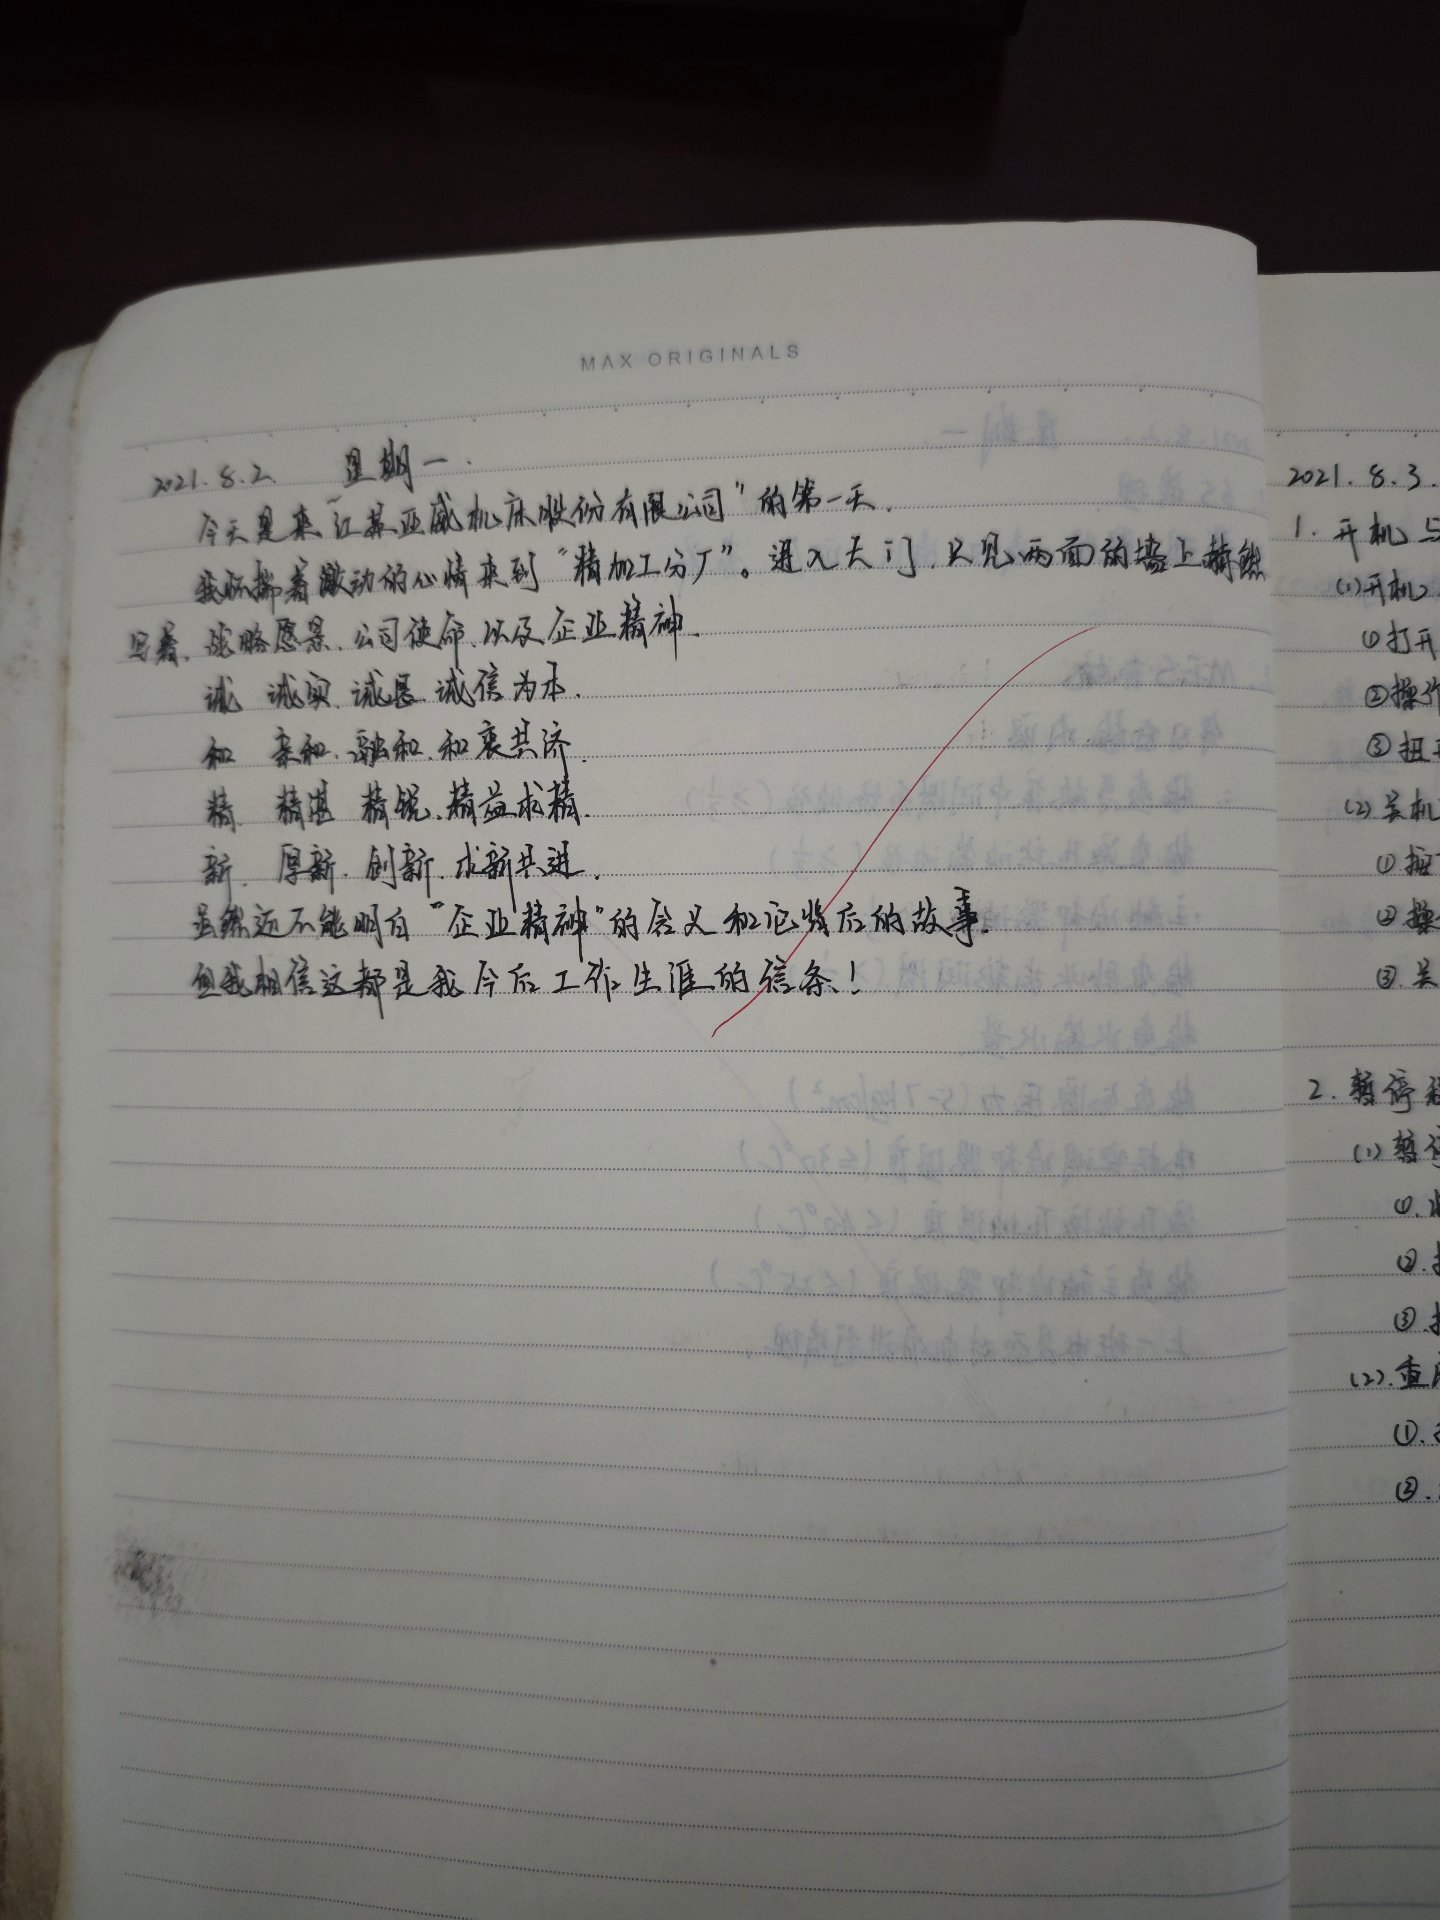 MAX ORIGINALS
2021.8.2. 星期一.
今天是来"江苏亚威机床股份有限公司"的第一天.
我怀揣着激动的心情来到"精加工分厂"。进入大门,只见两面的墙上赫然
写着.战略愿景.公司使命.以及企业精神.
诚 诚实.诚恳.诚信为本.
和 亲和.融和.和衷共济.
精. 精湛 精锐.精益求精.
新. 厚新.创新.求新共进.
虽然还不能明白"企业精神"的含义和它背后的故事.
但我相信这都是我今后工作生涯的信条!
2021.8.3.
1.开机与
(1)开机
①打开
②操作
③扭开
(2)关机
①按
②操
③.关
2.暂停
(1)暂停
①.
②.
③.
(2).重
①.
②.